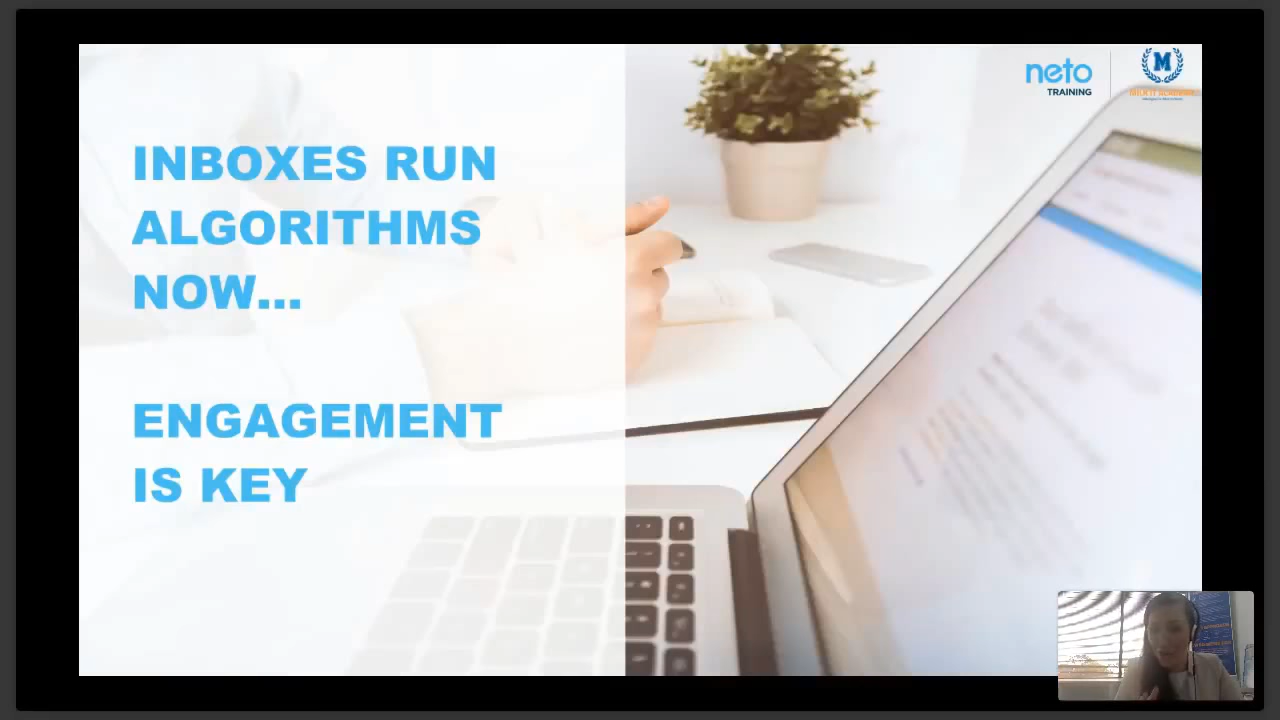 INBOXES RUN
ALGORITHMS
NOW...
ENGAGEMENT
IS KEY
neto
TRAINING
M